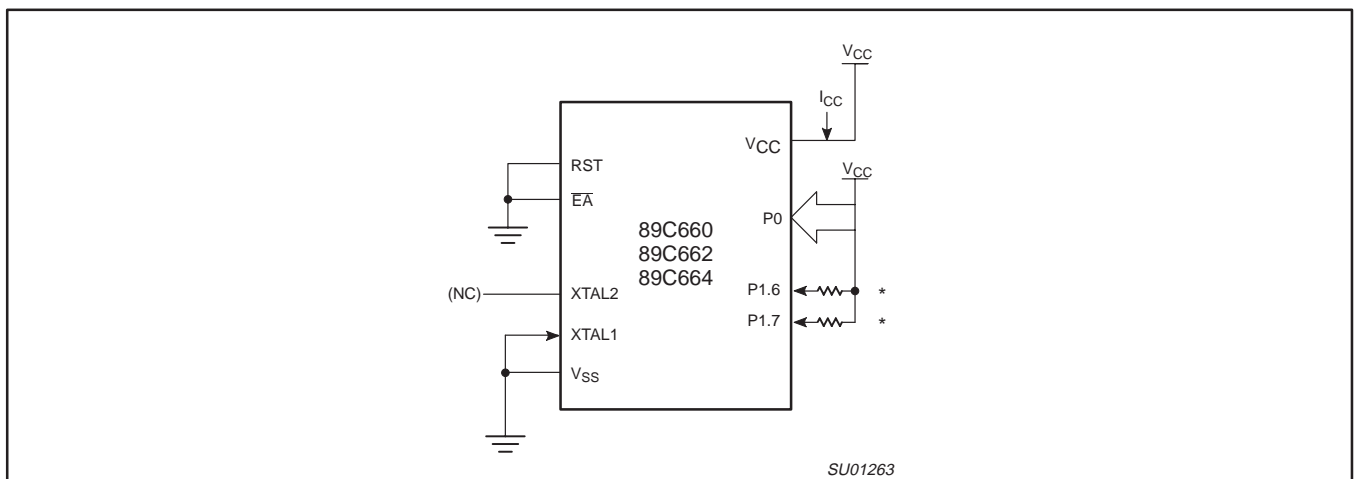 VCC
ICC
VCC
VCC
RST
EA
P0
89C660
89C662
89C664
(NC)
XTAL2
P1.6
*
XTAL1
P1.7
*
VSS
SU01263